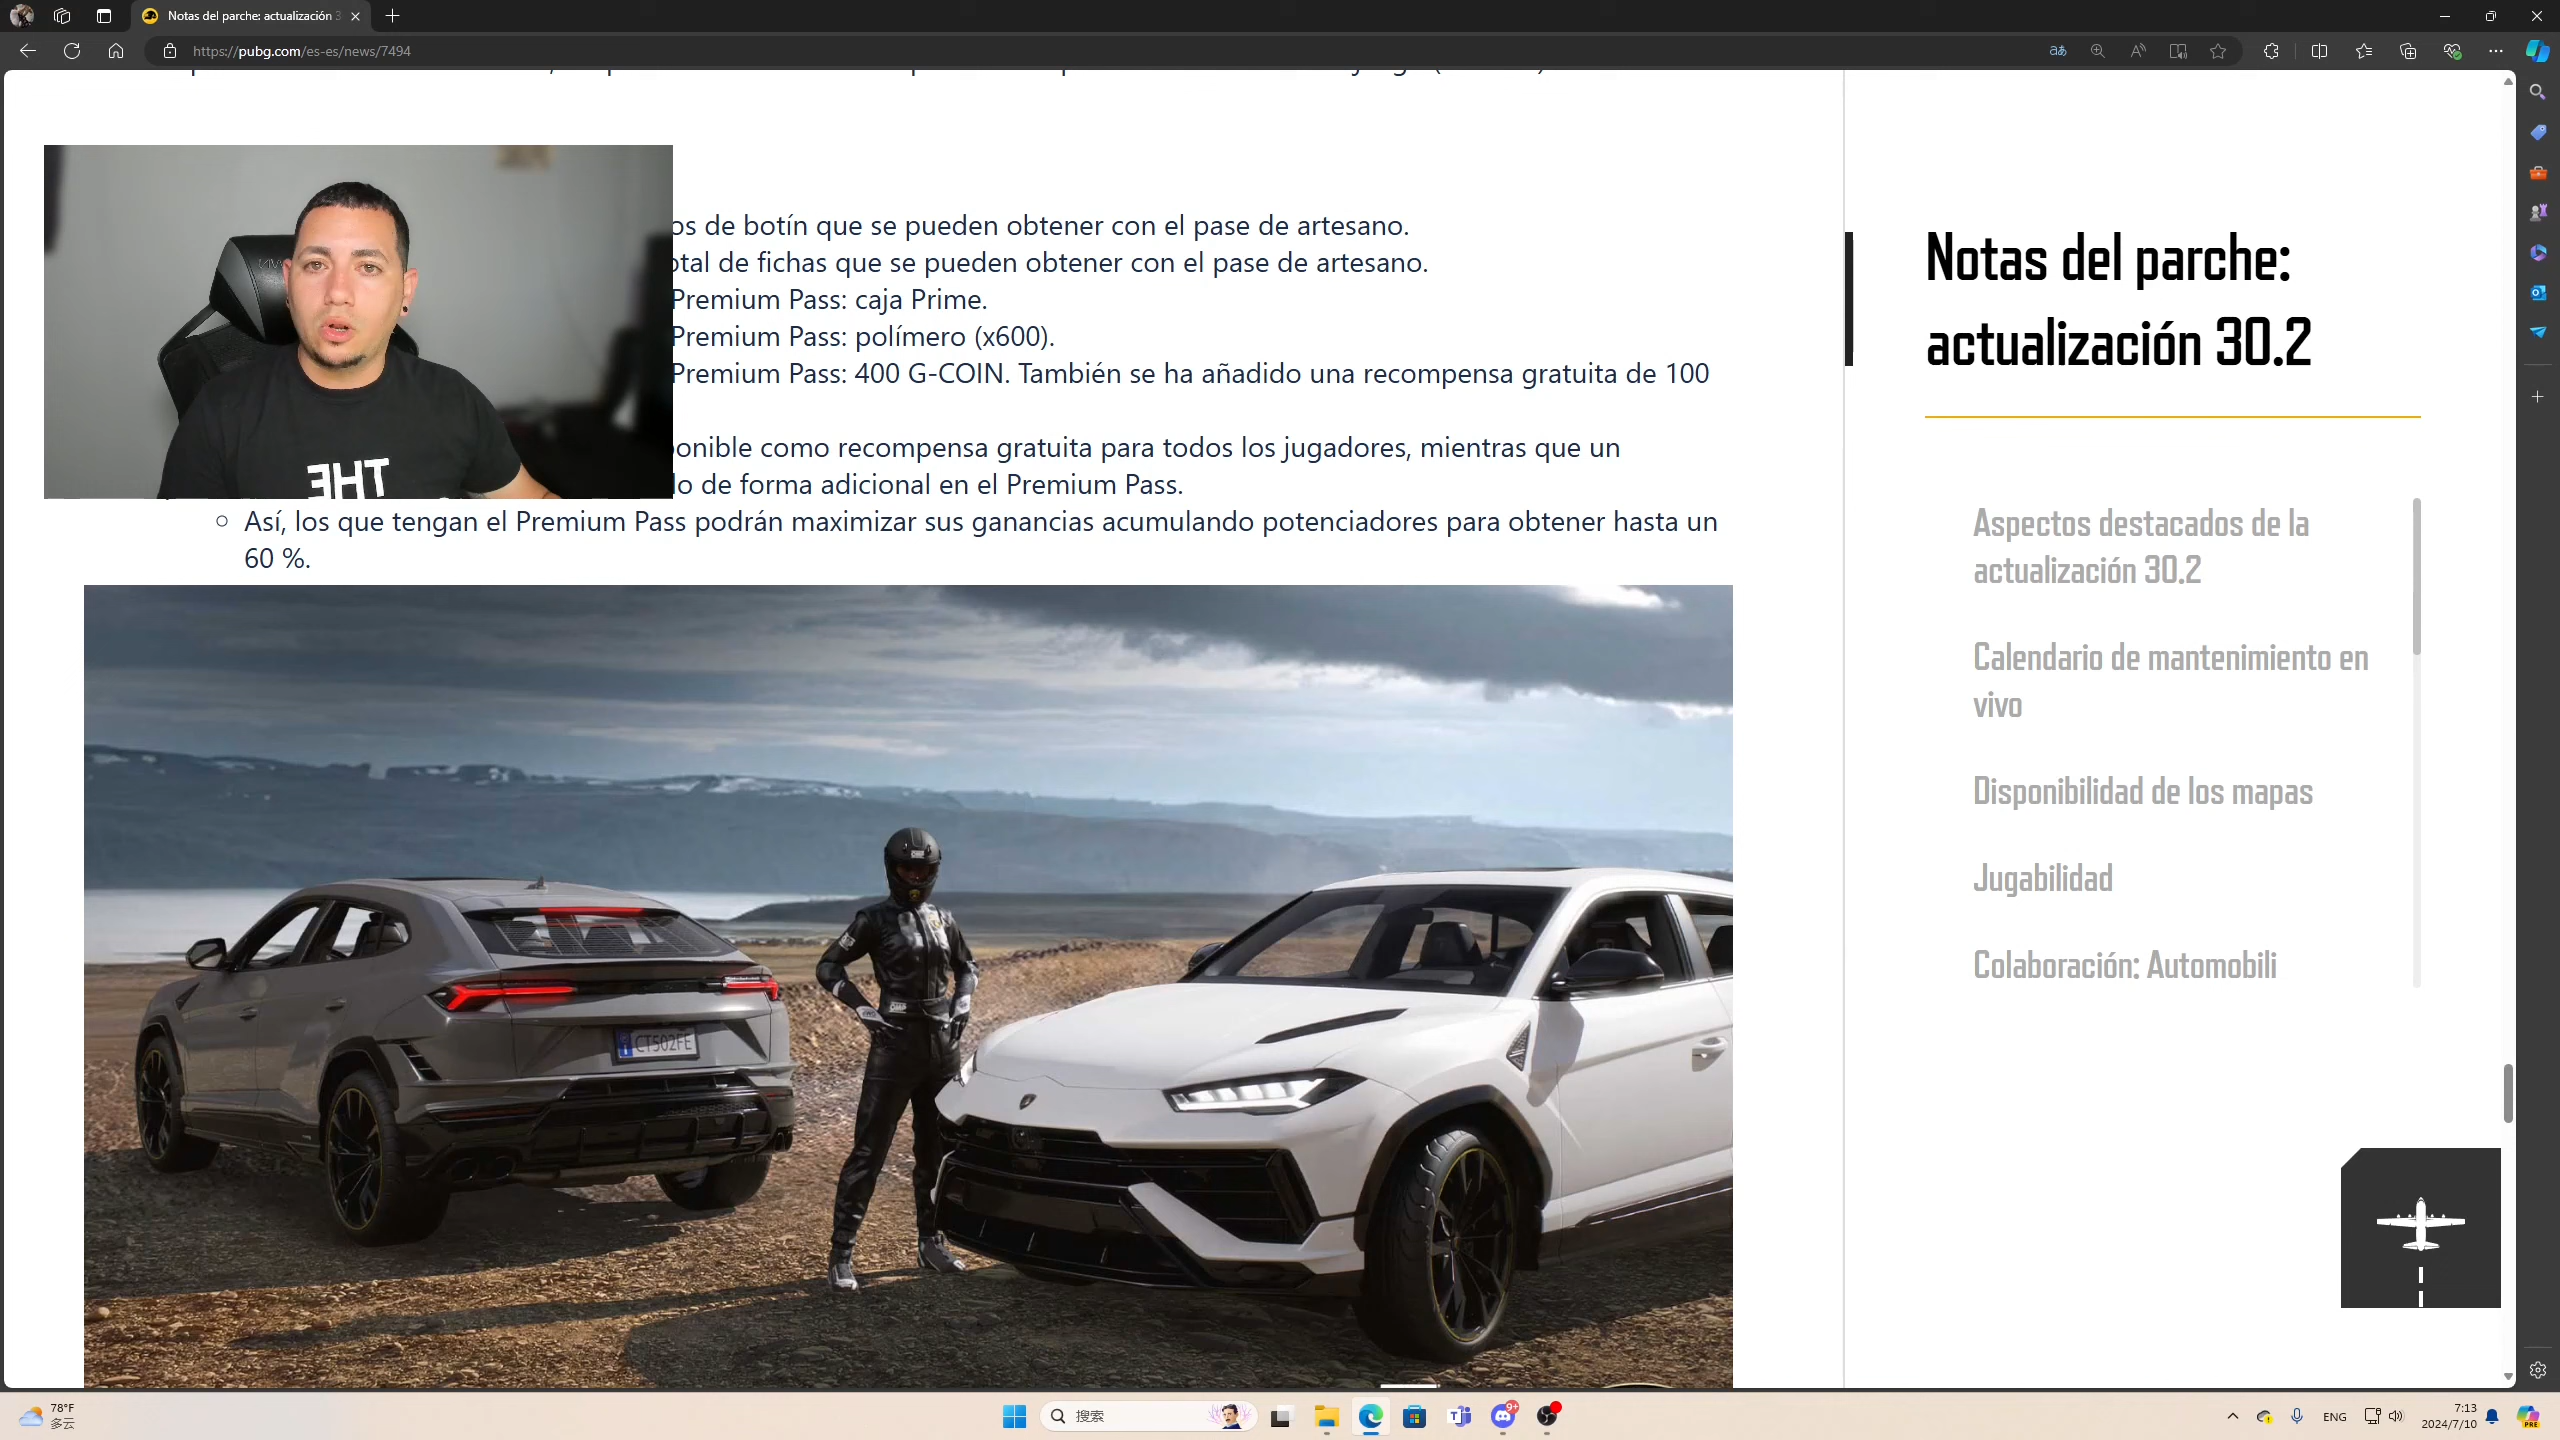 Notas del parche: actualización 3
https://pubg.com/es-es/news/7494
os de botín que se pueden obtener con el pase de artesano.
otal de fichas que se pueden obtener con el pase de artesano.
Premium Pass: caja Prime.
Premium Pass: polímero (x600).
Premium Pass: 400 G-COIN. También se ha añadido una recompensa gratuita de 100
ponible como recompensa gratuita para todos los jugadores, mientras que un
do de forma adicional en el Premium Pass.
Así, los que tengan el Premium Pass podrán maximizar sus ganancias acumulando potenciadores para obtener hasta un
60 %.
THE
CT502FE
Notas del parche:
actualización 30.2
Aspectos destacados de la
actualización 30.2
Calendario de mantenimiento en
vivo
Disponibilidad de los mapas
Jugabilidad
Colaboración: Automobili
78°F
多云
搜索
9+
ENG
7:13
2024/7/10
PRE